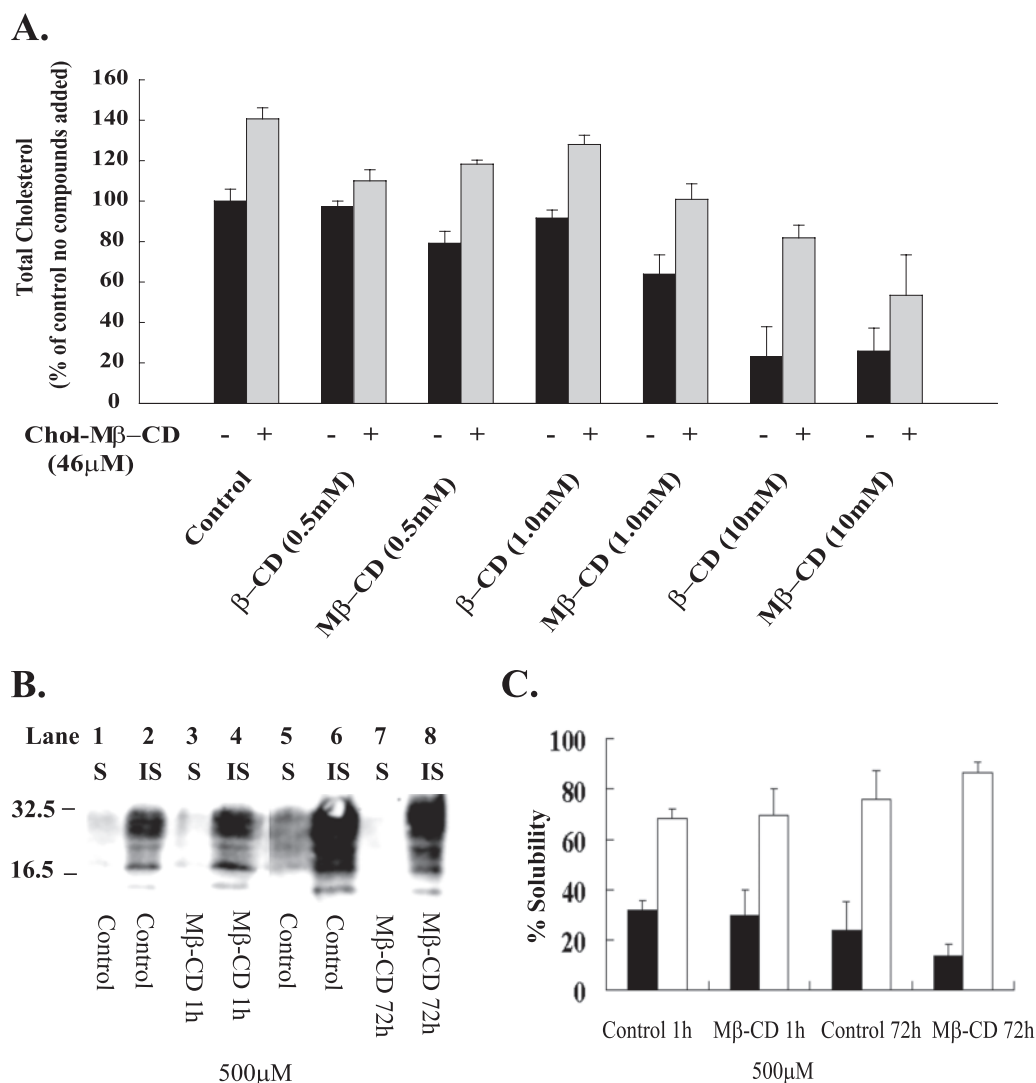 A.
160
140
120
100
80
60
40
20
0
Total Cholesterol
(% of control no compounds added)
Chol-Mβ–CD - + - + - + - + - + - + - +
(46μM)
Control
β–CD (0.5mM)
Mβ–CD (0.5mM)
β–CD (1.0mM)
Mβ–CD (1.0mM)
β–CD (10mM)
Mβ–CD (10mM)
B.
Lane 1 2 3 4 5 6 7 8
S IS S IS S IS S IS
32.5
16.5
Control
Control
Mβ-CD 1h
Mβ-CD 1h
Control
Control
Mβ-CD 72h
Mβ-CD 72h
500μM
C.
100
80
60
40
20
0
% Solubility
Control 1h Mβ-CD 1h Control 72h Mβ-CD 72h
500μM